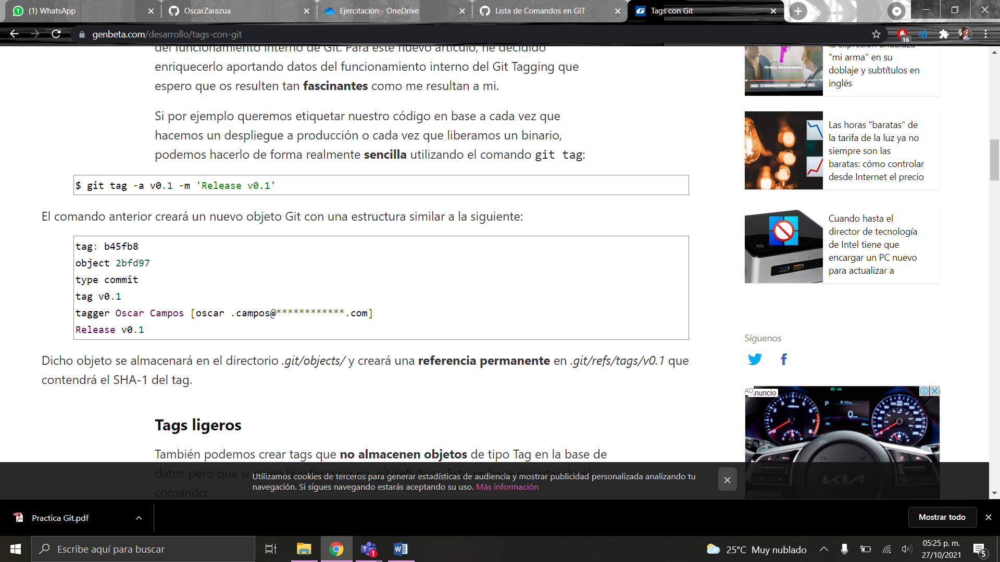 (1) WhatsApp
OscarZarazua
Ejercitacion - OneDrive
Lista de Comandos en GIT
Tags con Git
genbeta.com/desarrollo/tags-con-git
16
del funcionamiento interno de Git. Para este nuevo artículo, he decidido
enriquecerlo aportando datos del funcionamiento interno del Git Tagging que
espero que os resulten tan fascinantes como me resultan a mi.
Si por ejemplo queremos etiquetar nuestro código en base a cada vez que
hacemos un despliegue a producción o cada vez que liberamos un binario,
podemos hacerlo de forma realmente sencilla utilizando el comando git tag:
$ git tag -a v0.1 -m 'Release v0.1'
El comando anterior creará un nuevo objeto Git con una estructura similar a la siguiente:
tag: b45fb8
object 2bfd97
type commit
tag v0.1
tagger Oscar Campos [oscar .campos@************.com]
Release v0.1
Dicho objeto se almacenará en el directorio .git/objects/ y creará una referencia permanente en .git/refs/tags/v0.1 que
contendrá el SHA-1 del tag.
Tags ligeros
También podemos crear tags que no almacenen objetos de tipo Tag en la base de
datos pero que si creen la referencia en .git/refs/tags. Esto se hace ejecutando el
comando:
la expresión andaluza
"mi arma" en su
doblaje y subtítulos en
inglés
I'm sorry, this is my weapon.
Las horas "baratas" de
la tarifa de la luz ya no
siempre son las
baratas: cómo controlar
desde Internet el precio
Cuando hasta el
director de tecnología
de Intel tiene que
encargar un PC nuevo
para actualizar a
Síguenos
AD
Anuncio
KIA
Utilizamos cookies de terceros para generar estadísticas de audiencia y mostrar publicidad personalizada analizando tu
navegación. Si sigues navegando estarás aceptando su uso. Más información
Practica Git.pdf
Mostrar todo
Escribe aquí para buscar
1
25°C Muy nublado
05:25 p. m.
27/10/2021
5